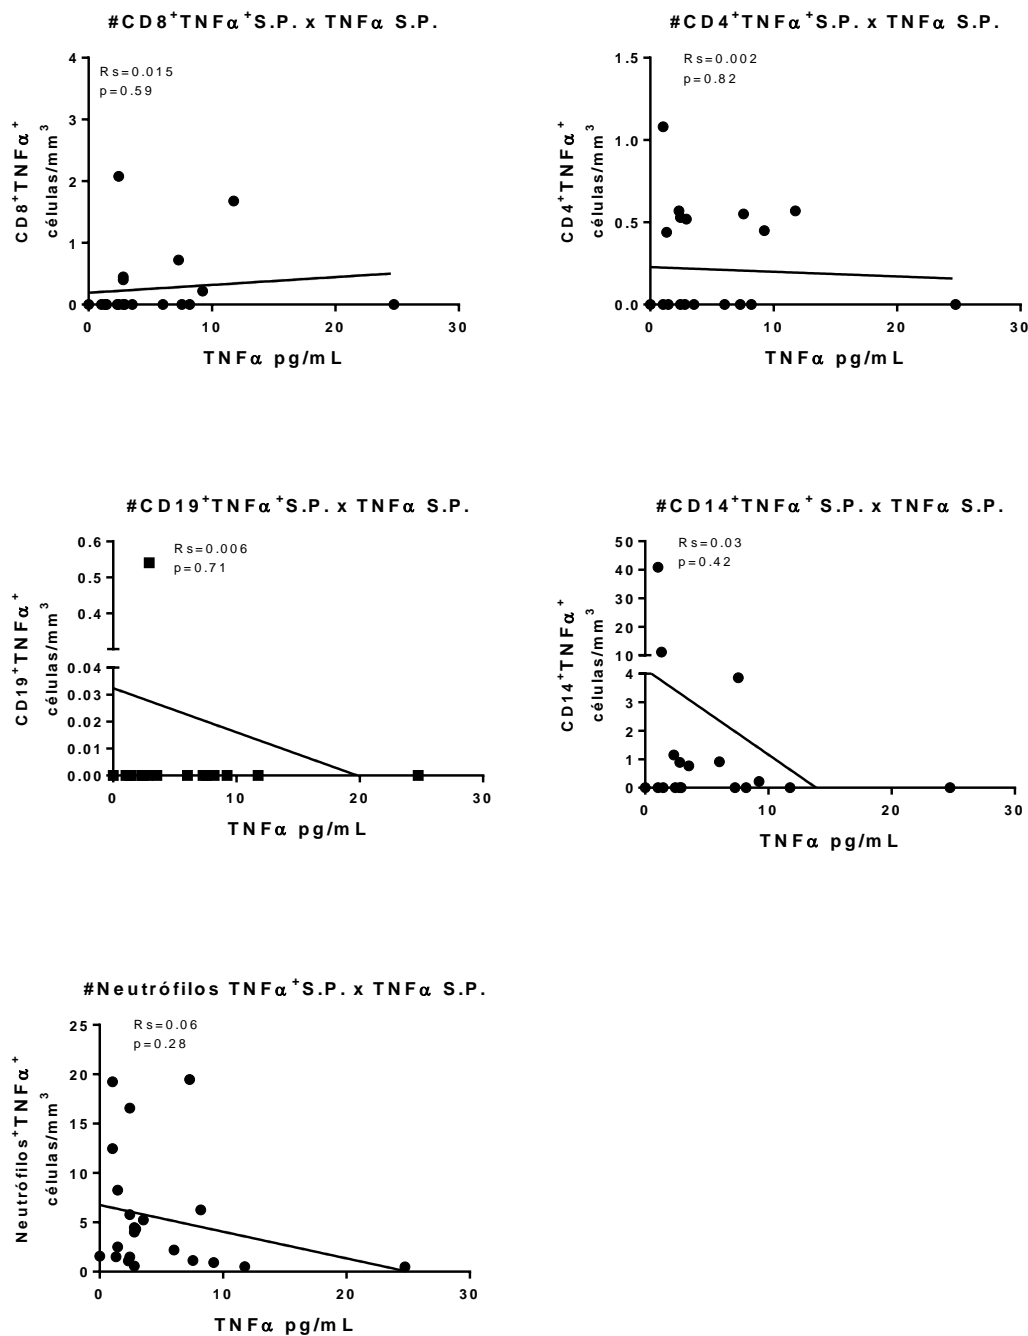 #CD8+TNFα+S.P. x TNFα S.P.
Rs=0.015
p=0.59
CD8+TNFα+
células/mm3
4
3
2
1
0
0 10 20 30
TNFα pg/mL
#CD4+TNFα+S.P. x TNFα S.P.
Rs=0.002
p=0.82
CD4+TNFα+
células/mm3
1.5
1.0
0.5
0.0
0 10 20 30
TNFα pg/mL
#CD19+TNFα+S.P. x TNFα S.P.
Rs=0.006
p=0.71
CD19+TNFα+
células/mm3
0.6
0.5
0.4
0.04
0.03
0.02
0.01
0.00
0 10 20 30
TNFα pg/mL
#CD14+TNFα+ S.P. x TNFα S.P.
Rs=0.03
p=0.42
CD14+TNFα+
células/mm3
50
40
30
20
10
4
3
2
1
0
0 10 20 30
TNFα pg/mL
#Neutrófilos TNFα+S.P. x TNFα S.P.
Rs=0.06
p=0.28
Neutrófilos+TNFα+
células/mm3
25
20
15
10
5
0
0 10 20 30
TNFα pg/mL